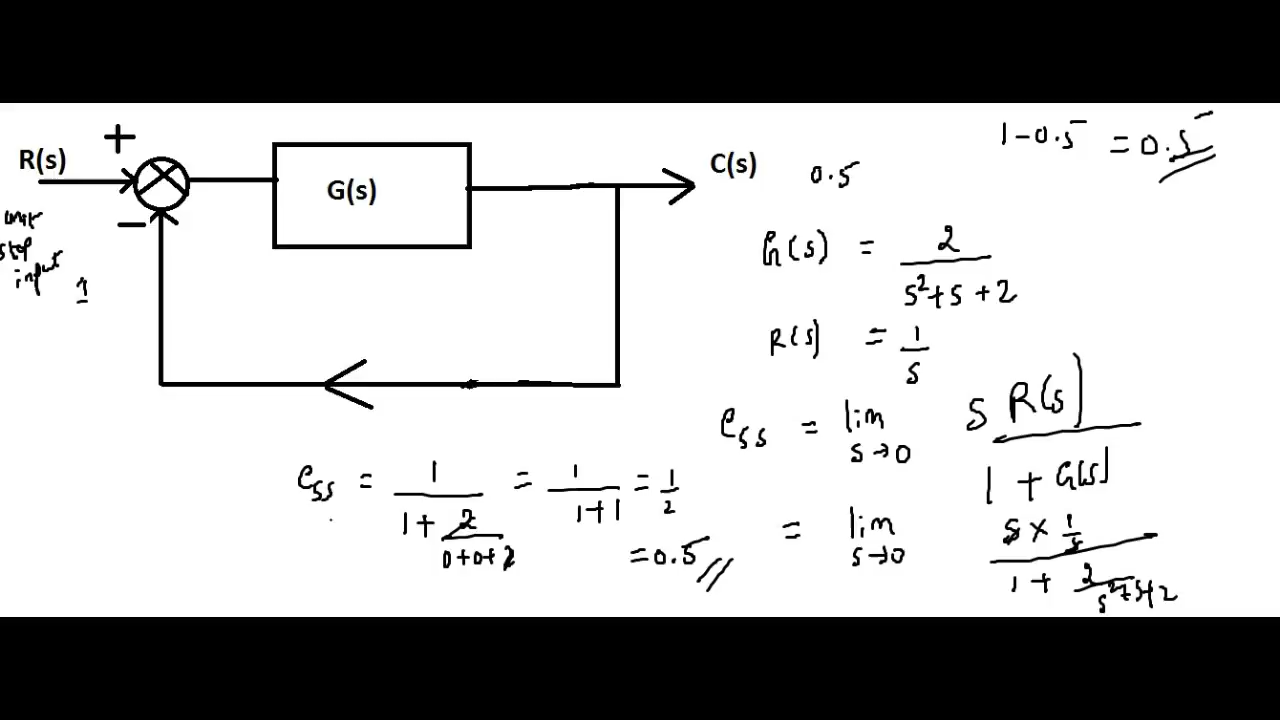 R(s)
+
−
unit
step
input 1
G(s)
C(s)
0.5
1 - 0.5 = 0.5
G(s) = 2 / (s² + s + 2)
R(s) = 1 / s
ess = lim s→0 s R(s) / (1 + G(s))
= lim s→0 (s × 1/s) / (1 + 2/(s² + s + 2))
ess = 1 / (1 + 2/(0+0+2)) = 1 / (1+1) = 1/2
= 0.5